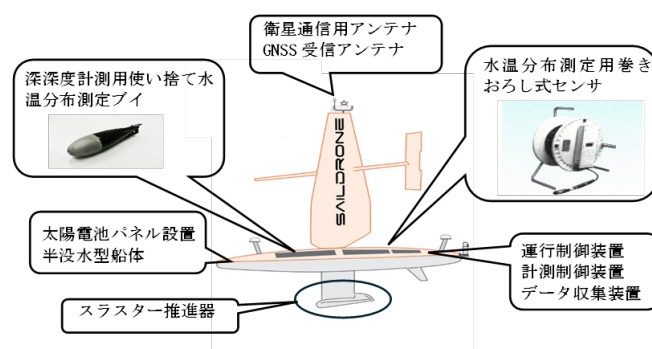 衛星通信用アンテナ
GNSS 受信アンテナ
深深度計測用使い捨て水
温分布測定ブイ
水温分布測定用巻き
おろし式センサ
SAILDRONE
太陽電池パネル設置
半没水型船体
運行制御装置
計測制御装置
データ収集装置
スラスター推進器